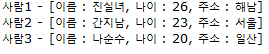 사람1 - [이름 : 진실녀, 나이 : 26, 주소 : 해남]
사람2 - [이름 : 간지남, 나이 : 23, 주소 : 서울]
사람3 - [이름 : 나순수, 나이 : 20, 주소 : 일산]